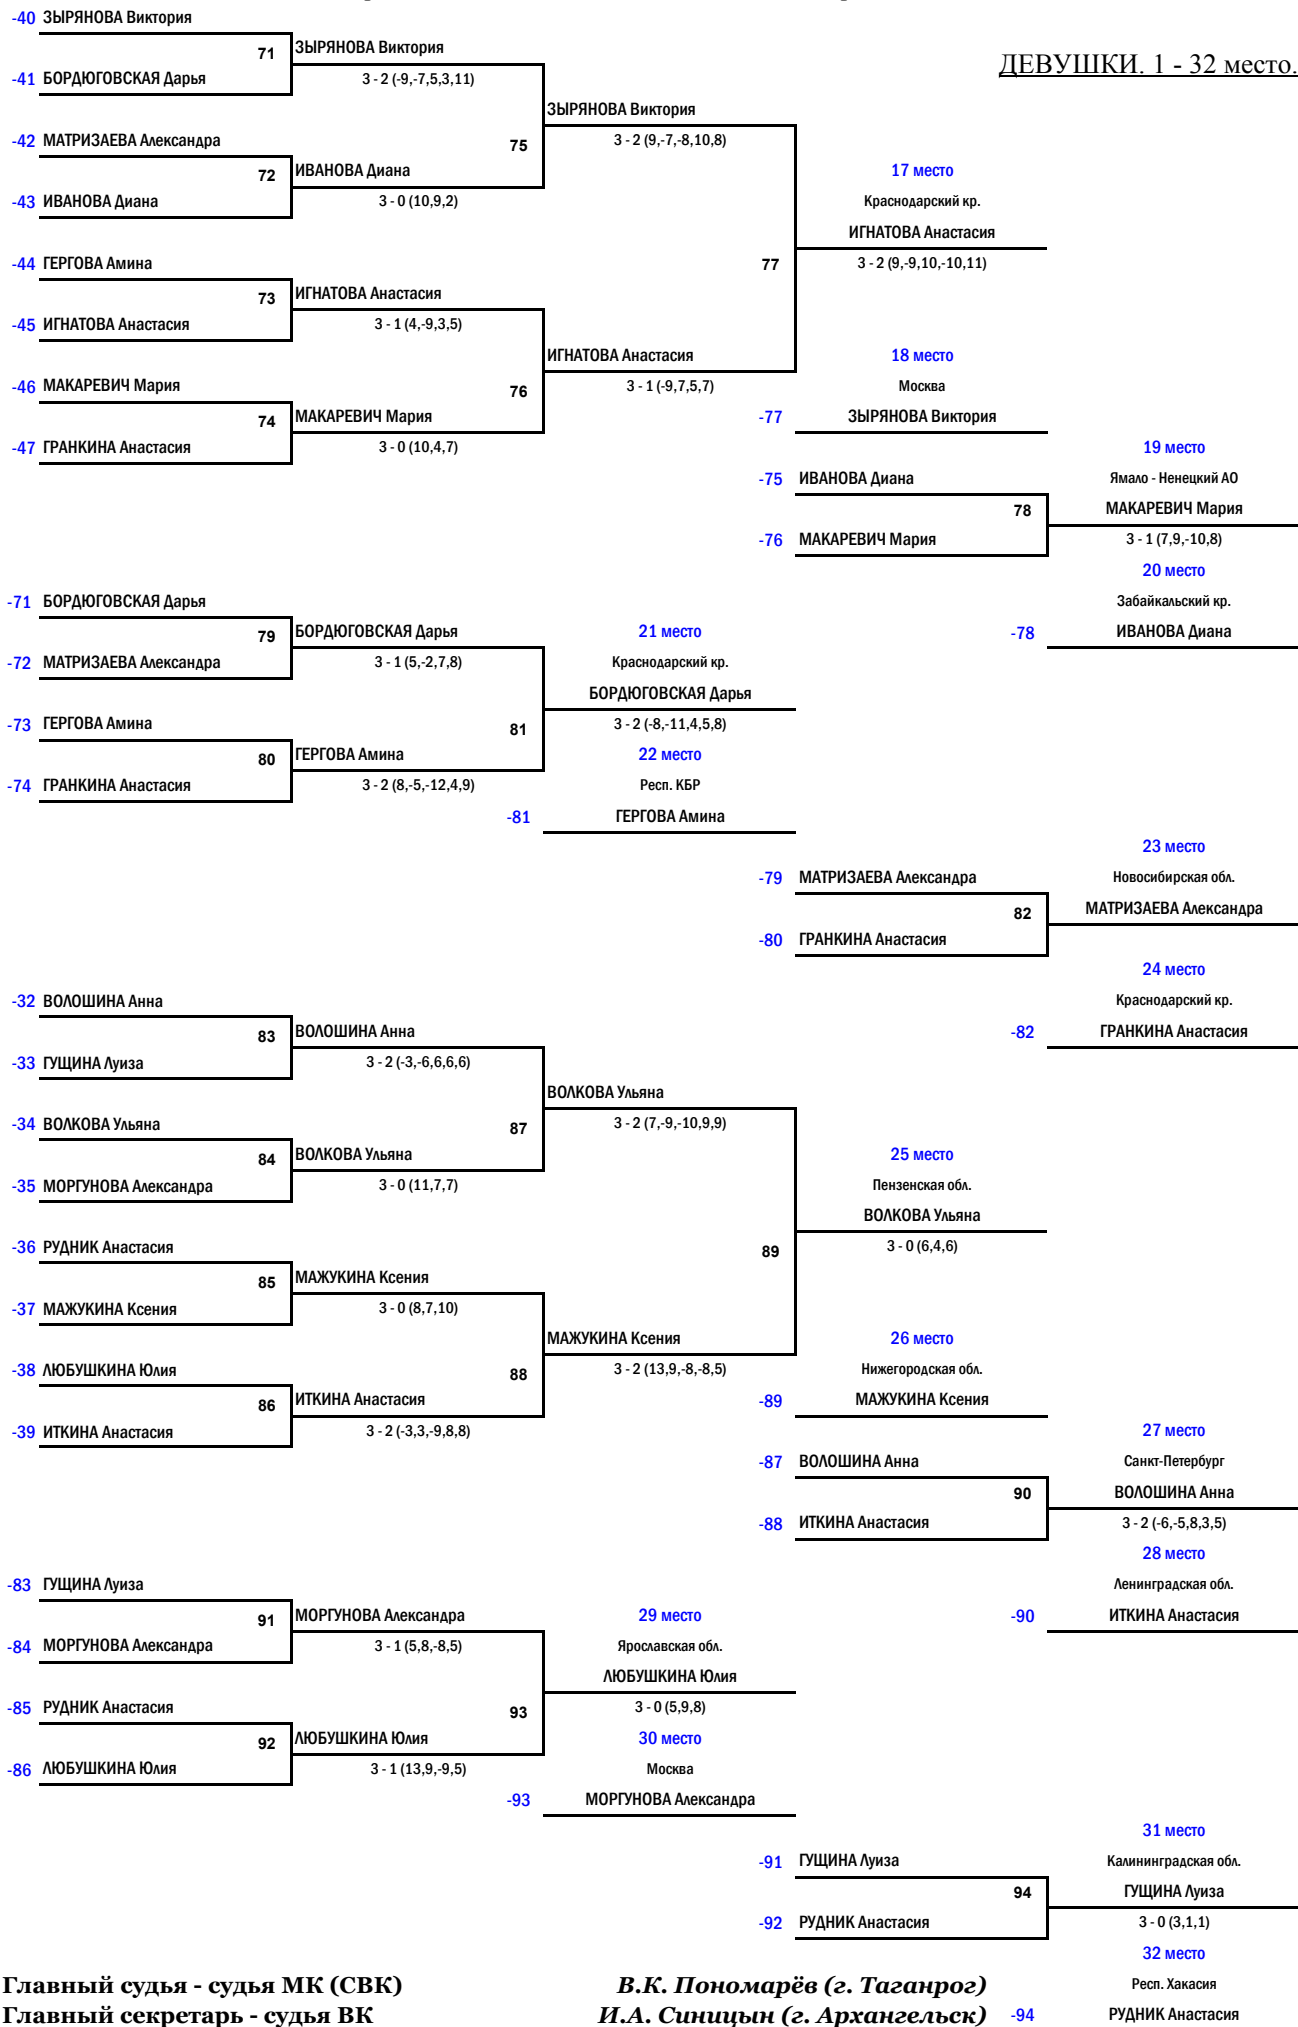 -40 ЗЫРЯНОВА Виктория
71 ЗЫРЯНОВА Виктория
ДЕВУШКИ. 1 - 32 место.
-41 БОРДЮГОВСКАЯ Дарья
3 - 2 (-9,-7,5,3,11)
ЗЫРЯНОВА Виктория
-42 МАТРИЗАЕВА Александра
75
3 - 2 (9,-7,-8,10,8)
72 ИВАНОВА Диана
17 место
-43 ИВАНОВА Диана
3 - 0 (10,9,2)
Краснодарский кр.
ИГНАТОВА Анастасия
-44 ГЕРГОВА Амина
77
3 - 2 (9,-9,10,-10,11)
73 ИГНАТОВА Анастасия
-45 ИГНАТОВА Анастасия
3 - 1 (4,-9,3,5)
ИГНАТОВА Анастасия
18 место
-46 МАКАРЕВИЧ Мария
76
3 - 1 (-9,7,5,7)
Москва
74 МАКАРЕВИЧ Мария
-77 ЗЫРЯНОВА Виктория
-47 ГРАНКИНА Анастасия
3 - 0 (10,4,7)
19 место
-75 ИВАНОВА Диана
Ямало - Ненецкий АО
78 МАКАРЕВИЧ Мария
-76 МАКАРЕВИЧ Мария
3 - 1 (7,9,-10,8)
20 место
-71 БОРДЮГОВСКАЯ Дарья
Забайкальский кр.
79 БОРДЮГОВСКАЯ Дарья
21 место
-78 ИВАНОВА Диана
-72 МАТРИЗАЕВА Александра
3 - 1 (5,-2,7,8)
Краснодарский кр.
БОРДЮГОВСКАЯ Дарья
-73 ГЕРГОВА Амина
81
3 - 2 (-8,-11,4,5,8)
80 ГЕРГОВА Амина
22 место
-74 ГРАНКИНА Анастасия
3 - 2 (8,-5,-12,4,9)
Респ. КБР
-81 ГЕРГОВА Амина
23 место
-79 МАТРИЗАЕВА Александра
Новосибирская обл.
82 МАТРИЗАЕВА Александра
-80 ГРАНКИНА Анастасия
24 место
-32 ВОЛОШИНА Анна
Краснодарский кр.
83 ВОЛОШИНА Анна
-82 ГРАНКИНА Анастасия
-33 ГУЩИНА Луиза
3 - 2 (-3,-6,6,6,6)
ВОЛКОВА Ульяна
-34 ВОЛКОВА Ульяна
87
3 - 2 (7,-9,-10,9,9)
84 ВОЛКОВА Ульяна
25 место
-35 МОРГУНОВА Александра
3 - 0 (11,7,7)
Пензенская обл.
ВОЛКОВА Ульяна
-36 РУДНИК Анастасия
89
3 - 0 (6,4,6)
85 МАЖУКИНА Ксения
-37 МАЖУКИНА Ксения
3 - 0 (8,7,10)
МАЖУКИНА Ксения
26 место
-38 ЛЮБУШКИНА Юлия
88
3 - 2 (13,9,-8,-8,5)
Нижегородская обл.
86 ИТКИНА Анастасия
-89 МАЖУКИНА Ксения
-39 ИТКИНА Анастасия
3 - 2 (-3,3,-9,8,8)
27 место
-87 ВОЛОШИНА Анна
Санкт-Петербург
90 ВОЛОШИНА Анна
-88 ИТКИНА Анастасия
3 - 2 (-6,-5,8,3,5)
28 место
-83 ГУЩИНА Луиза
Ленинградская обл.
91 МОРГУНОВА Александра
29 место
-90 ИТКИНА Анастасия
-84 МОРГУНОВА Александра
3 - 1 (5,8,-8,5)
Ярославская обл.
ЛЮБУШКИНА Юлия
-85 РУДНИК Анастасия
93
3 - 0 (5,9,8)
92 ЛЮБУШКИНА Юлия
30 место
-86 ЛЮБУШКИНА Юлия
3 - 1 (13,9,-9,5)
Москва
-93 МОРГУНОВА Александра
31 место
-91 ГУЩИНА Луиза
Калининградская обл.
94 ГУЩИНА Луиза
-92 РУДНИК Анастасия
3 - 0 (3,1,1)
32 место
Главный судья - судья МК (СВК) В.К. Пономарёв (г. Таганрог)
Респ. Хакасия
Главный секретарь - судья ВК И.А. Синицын (г. Архангельск)
-94 РУДНИК Анастасия